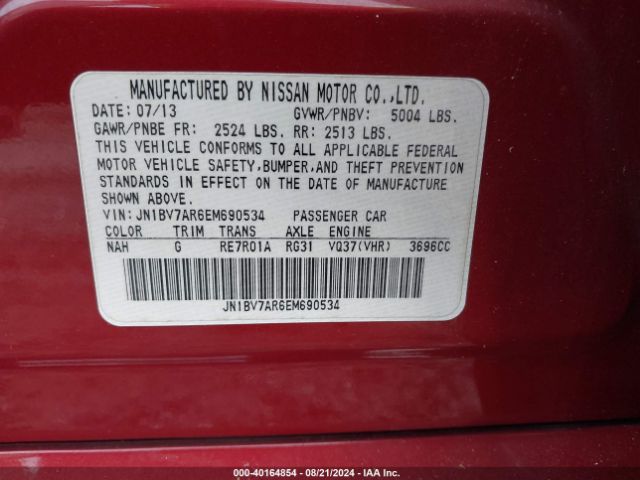 MANUFACTURED BY NISSAN MOTOR CO.,LTD.
DATE: 07/13 GVWR/PNBV: 5004 LBS.
GAWR/PNBE FR: 2524 LBS. RR: 2513 LBS.
THIS VEHICLE CONFORMS TO ALL APPLICABLE FEDERAL
MOTOR VEHICLE SAFETY,BUMPER,AND THEFT PREVENTION
STANDARDS IN EFFECT ON THE DATE OF MANUFACTURE
SHOWN ABOVE.
VIN: JN1BV7AR6EM690534 PASSENGER CAR
COLOR TRIM TRANS AXLE ENGINE
NAH G RE7R01A RG31 VQ37(VHR) 3696CC
JN1BV7AR6EM690534
000-40164854 - 08/21/2024 - IAAI.com